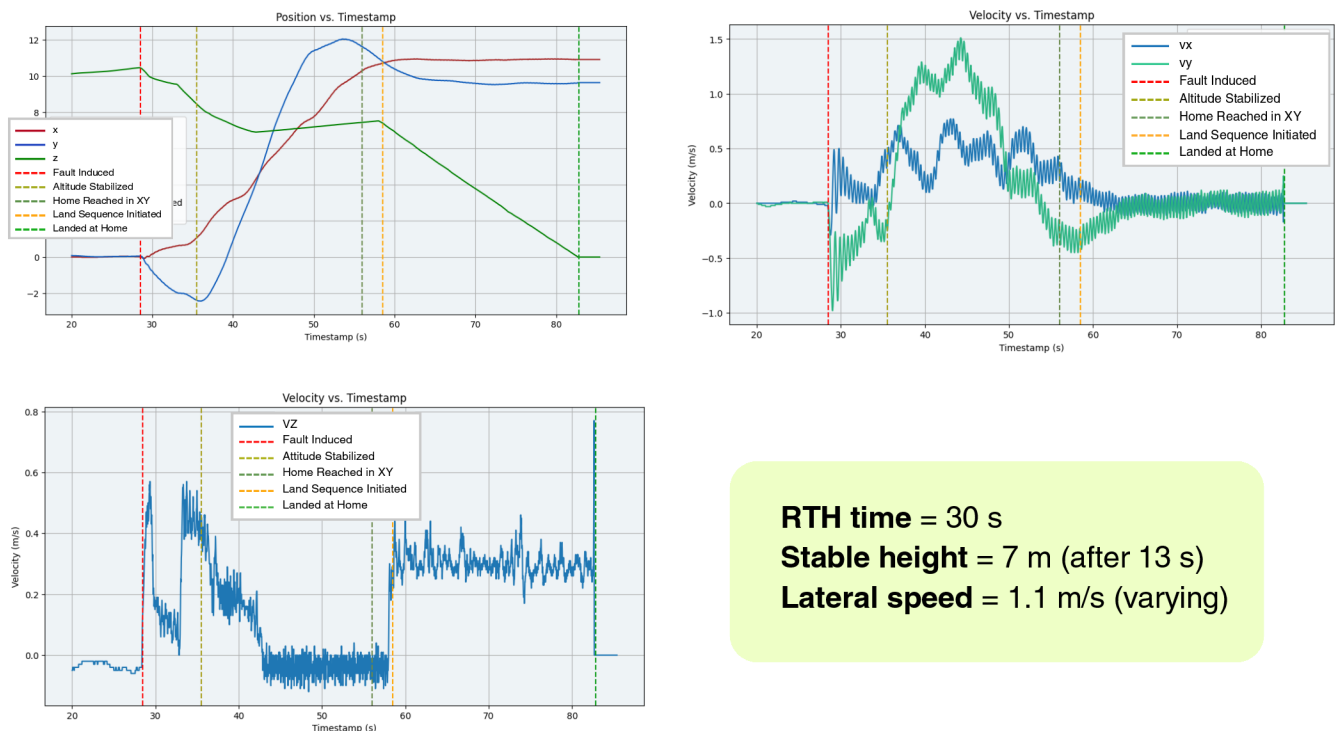 Position vs. Timestamp
12
10
8
0
−2
x
y
z
Fault Induced
Altitude Stabilized
Home Reached in XY
Land Sequence Initiated
Landed at Home
ed
20 30 40 50 60 70 80
Timestamp (s)
Velocity vs. Timestamp
Velocity (m/s)
1.5
1.0
0.5
0.0
−0.5
−1.0
vx
vy
Fault Induced
Altitude Stabilized
Home Reached in XY
Land Sequence Initiated
Landed at Home
20 30 40 50 60 70 80
Timestamp (s)
Velocity vs. Timestamp
Velocity (m/s)
0.8
0.6
0.4
0.2
0.0
VZ
Fault Induced
Attitude Stabilized
Home Reached in XY
Land Sequence Initiated
Landed at Home
20 30 40 50 60 70 80
Timestamp (s)
RTH time = 30 s
Stable height = 7 m (after 13 s)
Lateral speed = 1.1 m/s (varying)